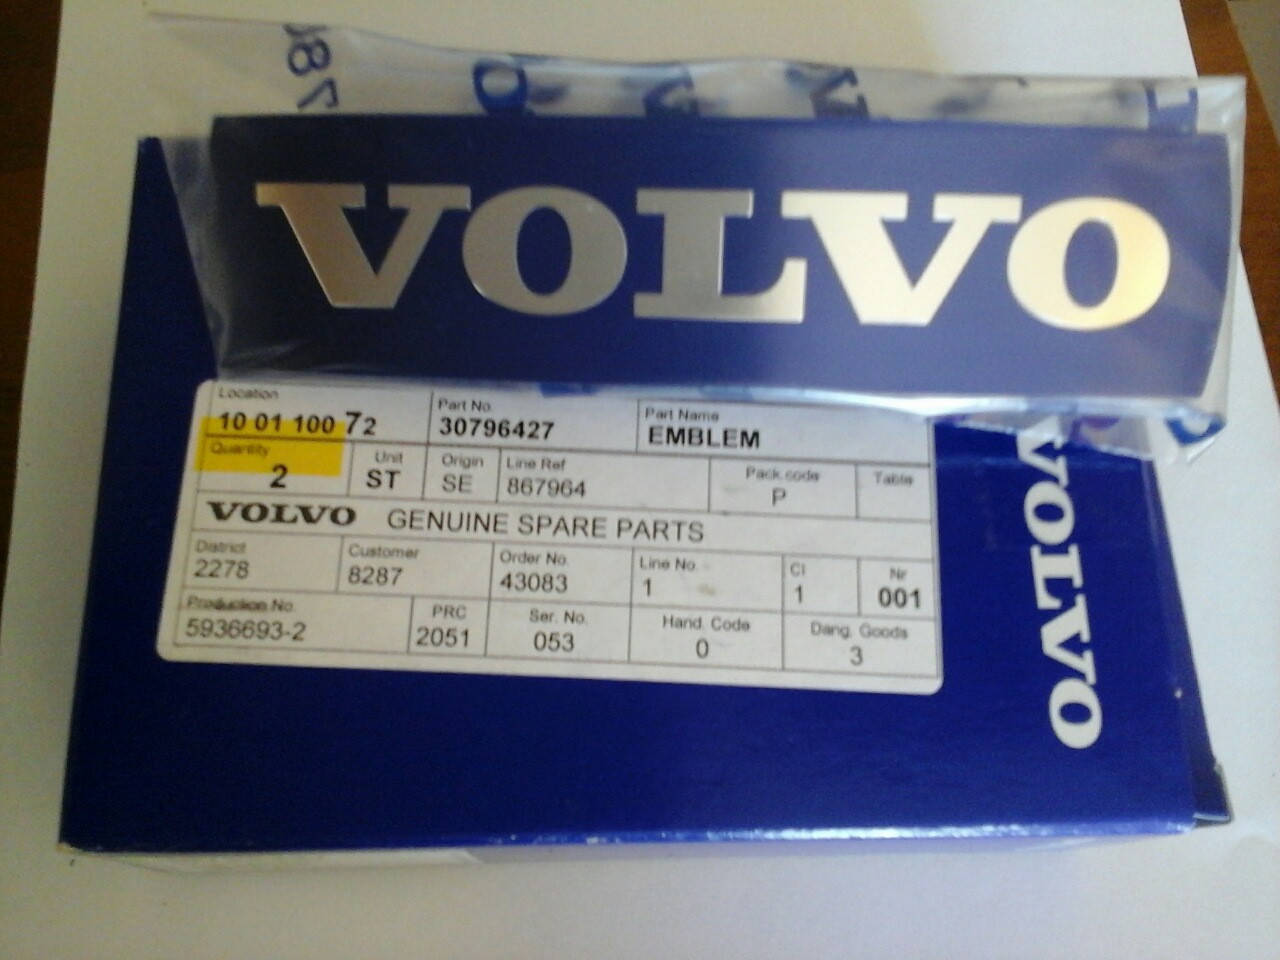 VOLVO
Location
10 01 100 72
Part No.
30796427
Part Name
EMBLEM
Quantity
2
Unit
ST
Origin
SE
Line Ref
867964
Pack.code
P
Table
VOLVO GENUINE SPARE PARTS
District
2278
Customer
8287
Order No.
43083
Line No.
1
CI
1
Nr
001
Production No.
5936693-2
PRC
2051
Ser. No.
053
Hand. Code
0
Dang. Goods
3
VOLVO